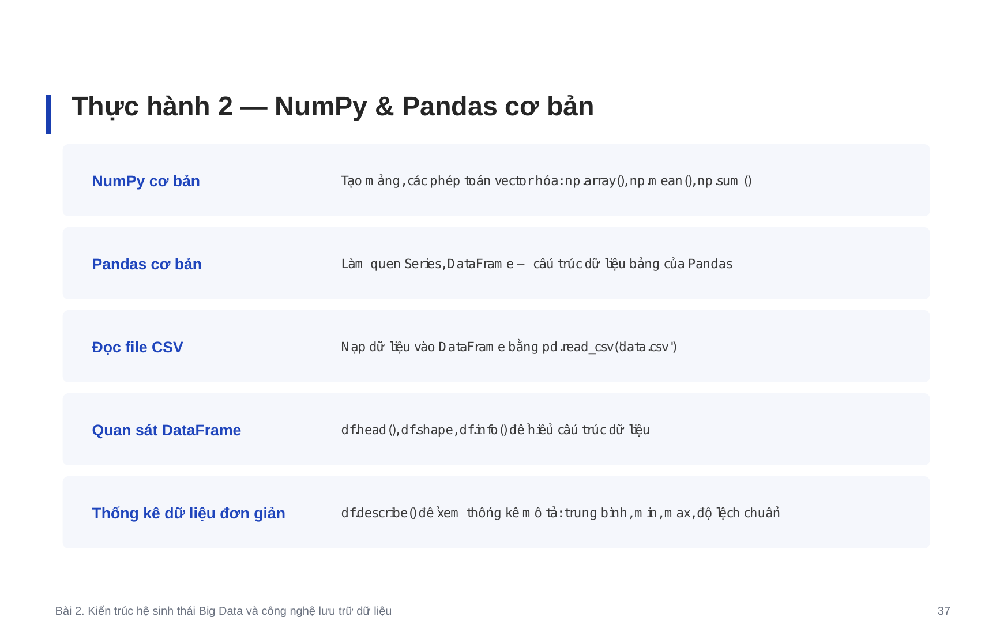 Thực hành 2 — NumPy & Pandas cơ bản
NumPy cơ bản
Tạo mảng, các phép toán vector hóa: np.array(), np.mean(), np.sum()
Pandas cơ bản
Làm quen Series, DataFrame — cấu trúc dữ liệu bảng của Pandas
Đọc file CSV
Nạp dữ liệu vào DataFrame bằng pd.read_csv('data.csv')
Quan sát DataFrame
df.head(), df.shape, df.info() để hiểu cấu trúc dữ liệu
Thống kê dữ liệu đơn giản
df.describe() để xem thống kê mô tả: trung bình, min, max, độ lệch chuẩn
Bài 2. Kiến trúc hệ sinh thái Big Data và công nghệ lưu trữ dữ liệu
37